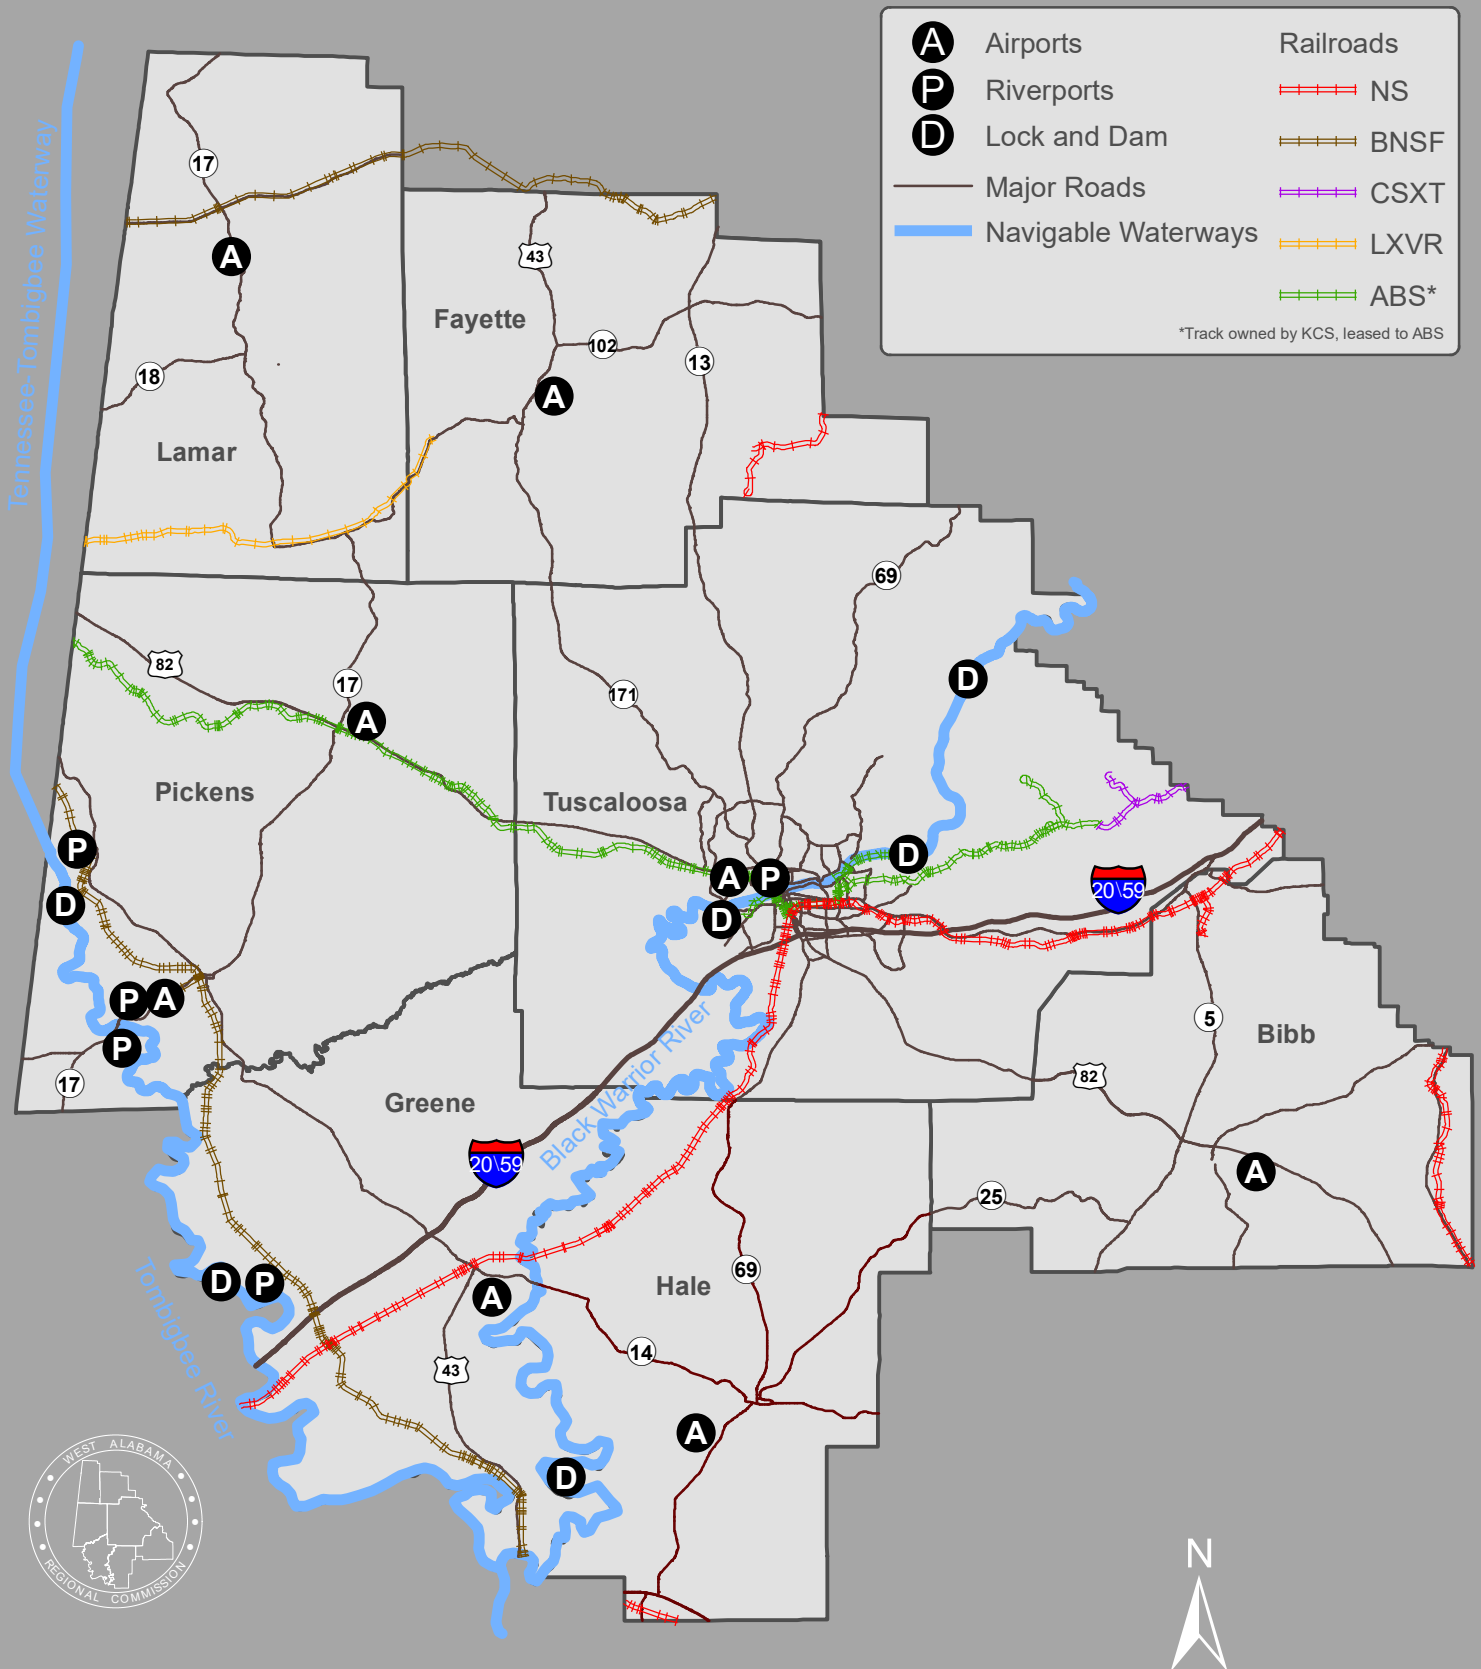 A Airports
P Riverports
D Lock and Dam
Major Roads
Navigable Waterways
Railroads
NS
BNSF
CSXT
LXVR
ABS*
*Track owned by KCS, leased to ABS
Tennessee-Tombigbee Waterway
17
A
43
Fayette
102
13
18
A
Lamar
69
82
17
D
171
A
Pickens
Tuscaloosa
P
D
A
P
D
20\59
D
P
A
P
5
Bibb
17
82
Greene
Black Warrior River
20\59
A
25
D
P
69
Hale
A
Tombigbee River
14
43
A
D
WEST ALABAMA
REGIONAL COMMISSION
N